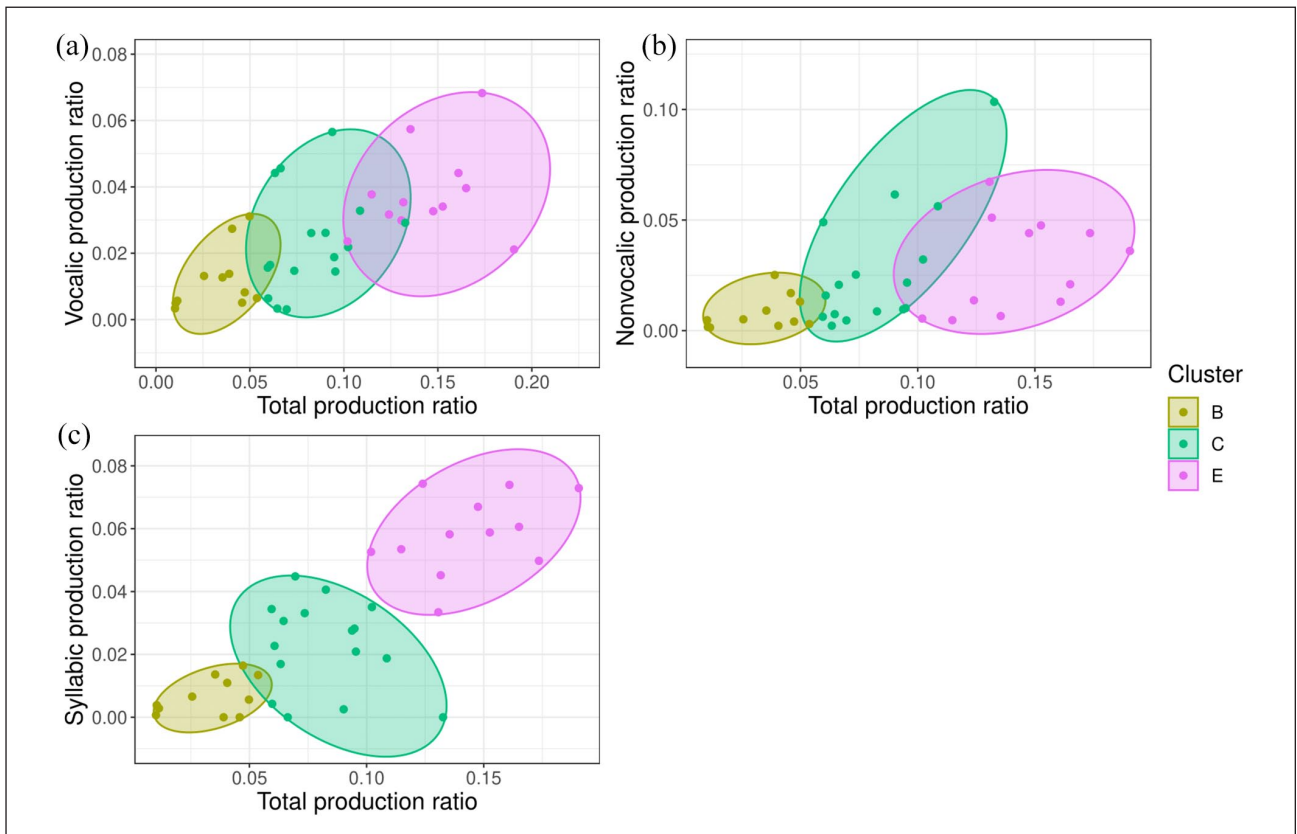 (a)
0.08
0.06
0.04
0.02
0.00
Vocalic production ratio
0.00 0.05 0.10 0.15 0.20
Total production ratio
(b)
0.10
0.05
0.00
Nonvocalic production ratio
0.05 0.10 0.15
Total production ratio
Cluster
B
C
E
(c)
0.08
0.06
0.04
0.02
0.00
Syllabic production ratio
0.05 0.10 0.15
Total production ratio